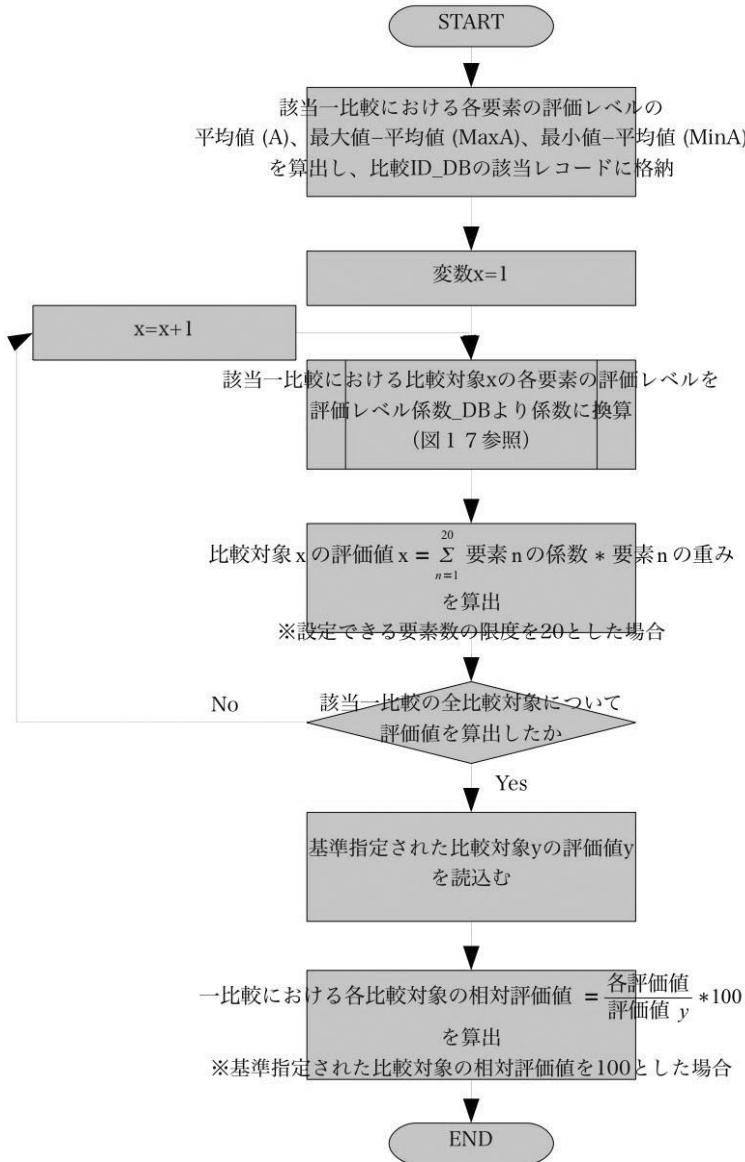 START
該当一比較における各要素の評価レベルの
平均値 (A)、最大値−平均値 (MaxA)、最小値−平均値 (MinA)
を算出し、比較ID_DBの該当レコードに格納
変数x=1
x=x+1
該当一比較における比較対象xの各要素の評価レベルを
評価レベル係数_DBより係数に換算
（図１７参照）
比較対象xの評価値x = Σ[n=1→20] 要素nの係数 * 要素nの重み
を算出
※設定できる要素数の限度を20とした場合
No
該当一比較の全比較対象について
評価値を算出したか
Yes
基準指定された比較対象yの評価値y
を読込む
一比較における各比較対象の相対評価値 = 各評価値/評価値 y *100
を算出
※基準指定された比較対象の相対評価値を100とした場合
END